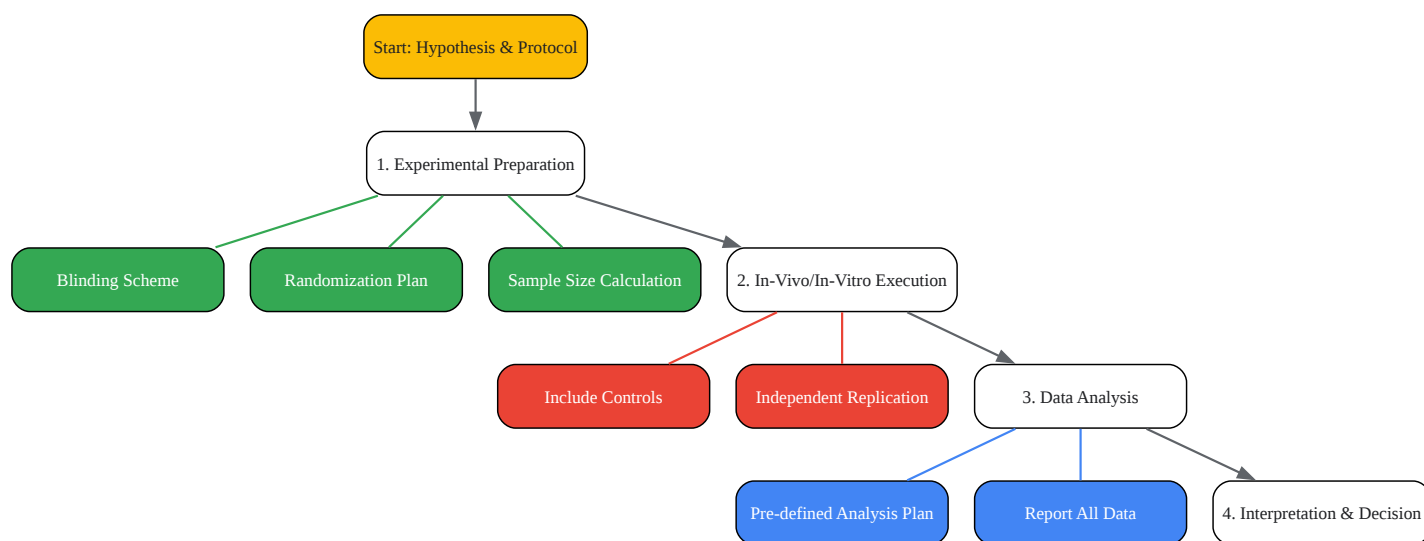 Start: Hypothesis & Protocol
1. Experimental Preparation
Blinding Scheme
Randomization Plan
Sample Size Calculation
2. In-Vivo/In-Vitro Execution
Include Controls
Independent Replication
3. Data Analysis
Pre-defined Analysis Plan
Report All Data
4. Interpretation & Decision